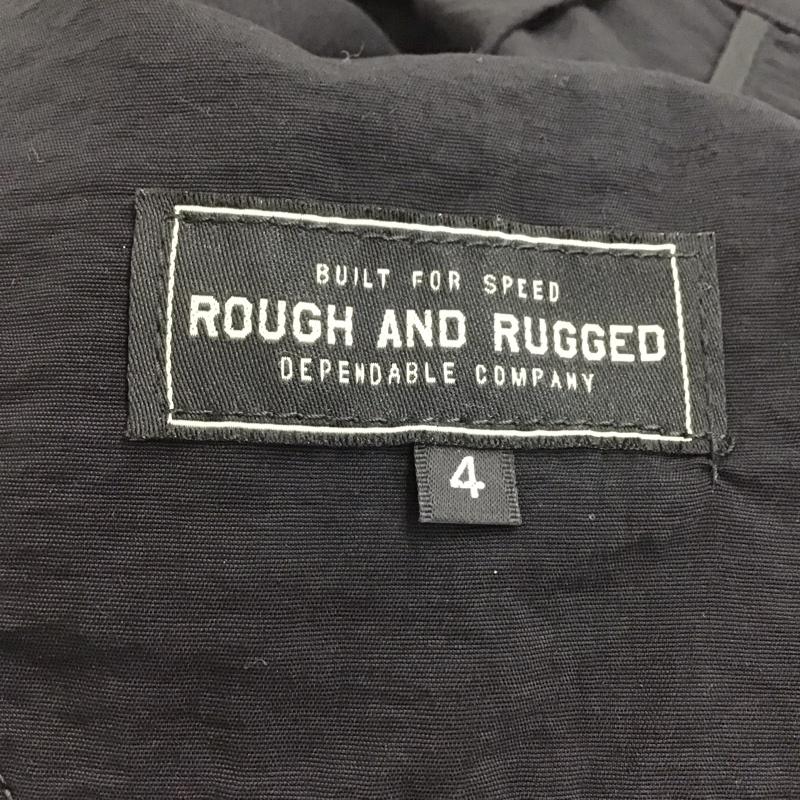 BUILT FOR SPEED
ROUGH AND RUGGED
DEPENDABLE COMPANY
4